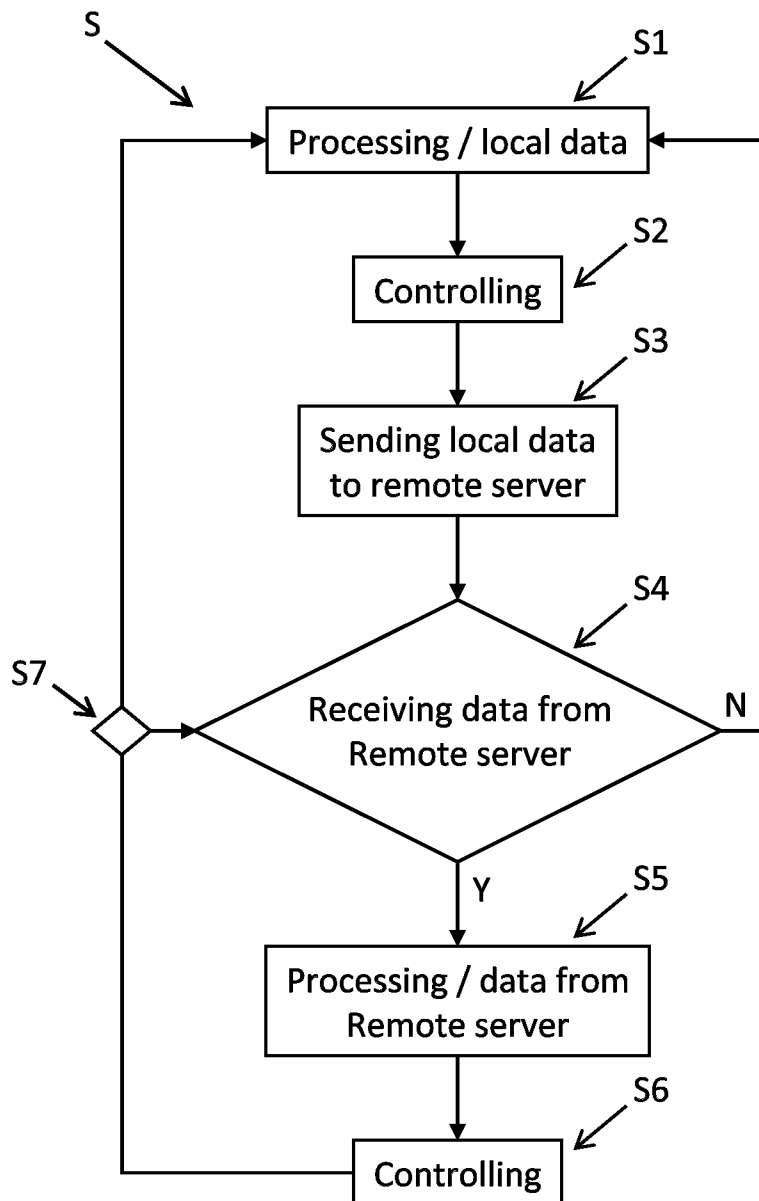 S
S1
Processing / local data
S2
Controlling
S3
Sending local data
to remote server
S4
S7
Receiving data from
Remote server
N
Y
S5
Processing / data from
Remote server
S6
Controlling